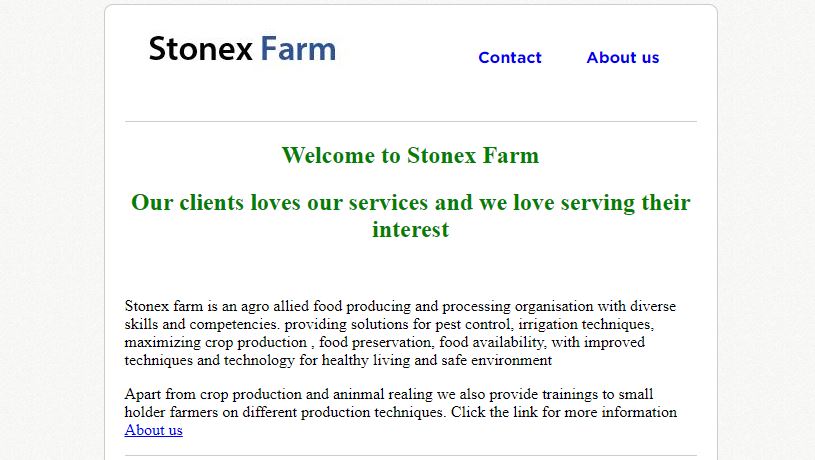 Stonex Farm
Contact About us
Welcome to Stonex Farm
Our clients loves our services and we love serving their
interest
Stonex farm is an agro allied food producing and processing organisation with diverse
skills and competencies. providing solutions for pest control, irrigation techniques,
maximizing crop production , food preservation, food availability, with improved
techniques and technology for healthy living and safe environment
Apart from crop production and aninmal realing we also provide trainings to small
holder farmers on different production techniques. Click the link for more information
About us